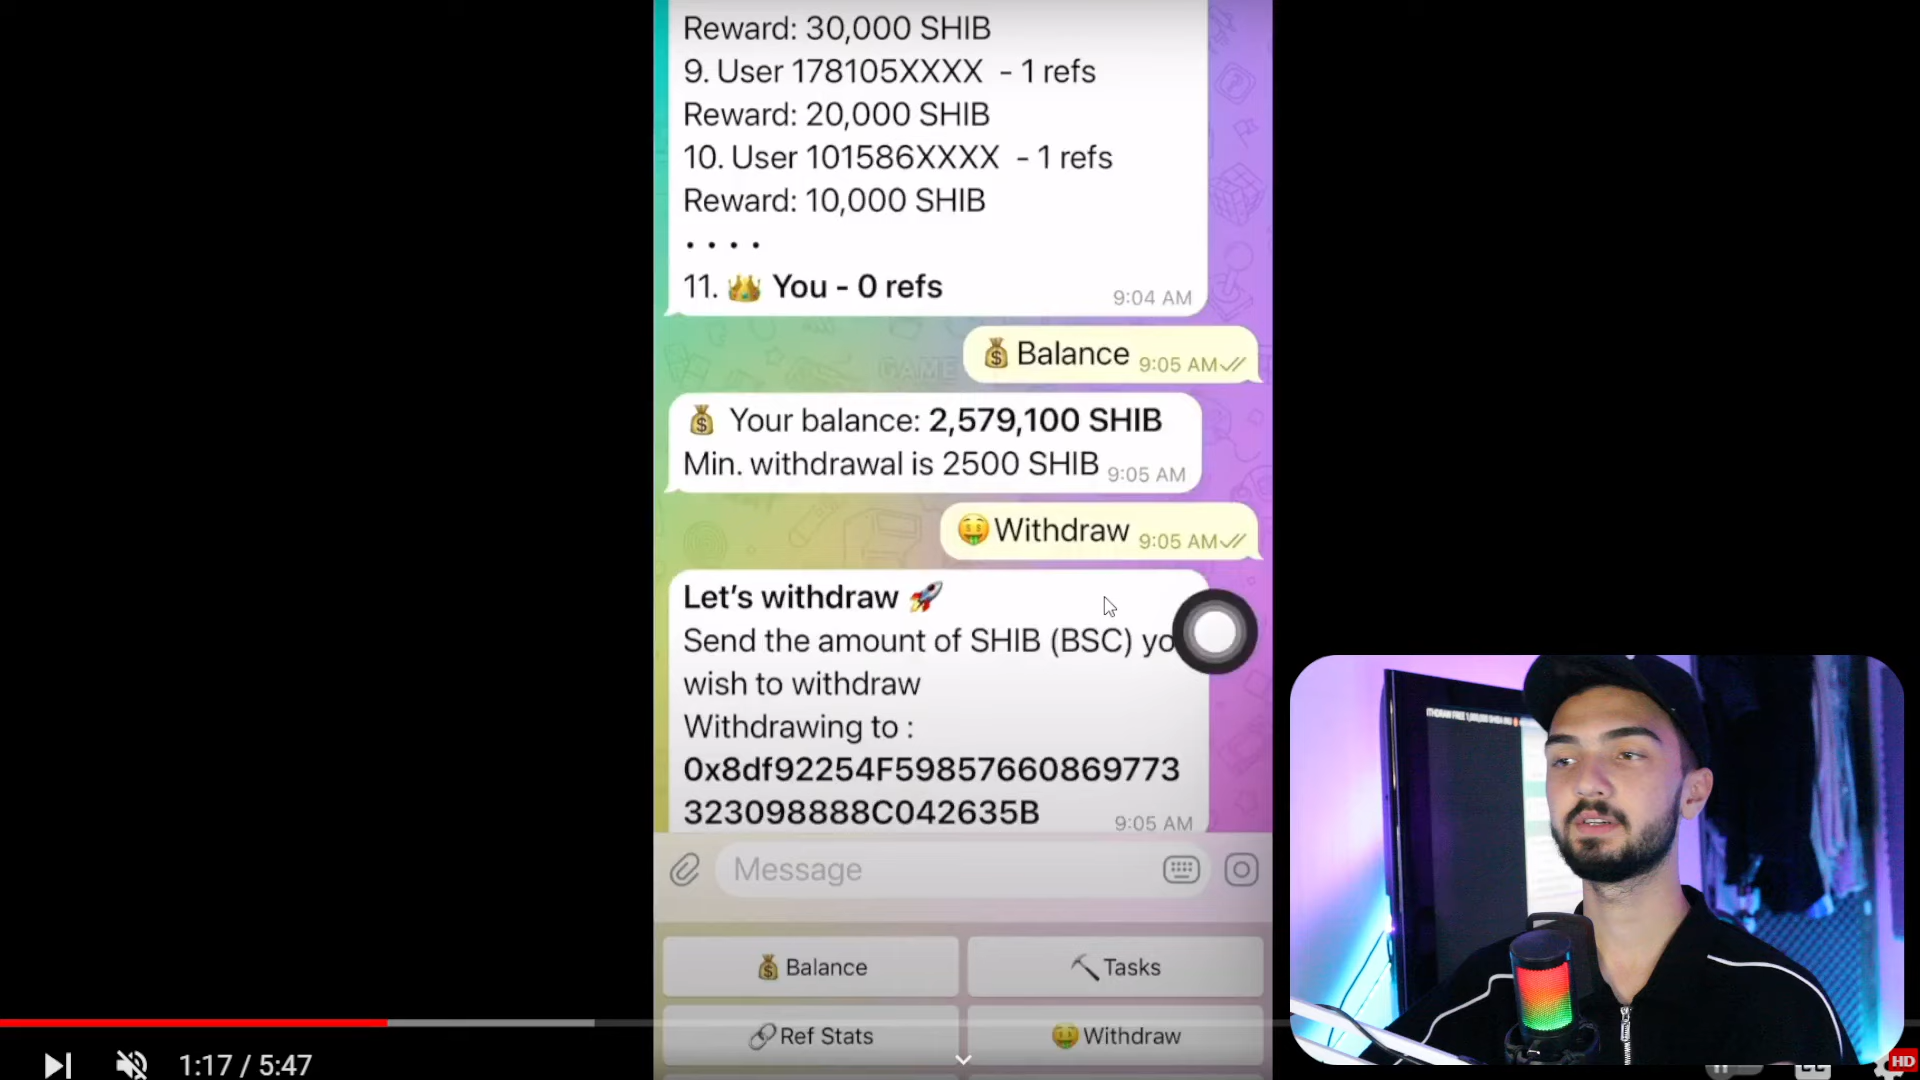 Reward: 30,000 SHIB
9. User 178105XXXX - 1 refs
Reward: 20,000 SHIB
10. User 101586XXXX - 1 refs
Reward: 10,000 SHIB
• • • •
11. 👑 You - 0 refs
9:04 AM
💰 Balance 9:05 AM
GAME
💰 Your balance: 2,579,100 SHIB
Min. withdrawal is 2500 SHIB 9:05 AM
🤑Withdraw 9:05 AM
Let's withdraw 🚀
Send the amount of SHIB (BSC) yo
wish to withdraw
Withdrawing to :
0x8df92254F59857660869773
323098888C042635B
9:05 AM
Message
💰 Balance
⛏ Tasks
🔗 Ref Stats
🤑 Withdraw
1:17 / 5:47
HD